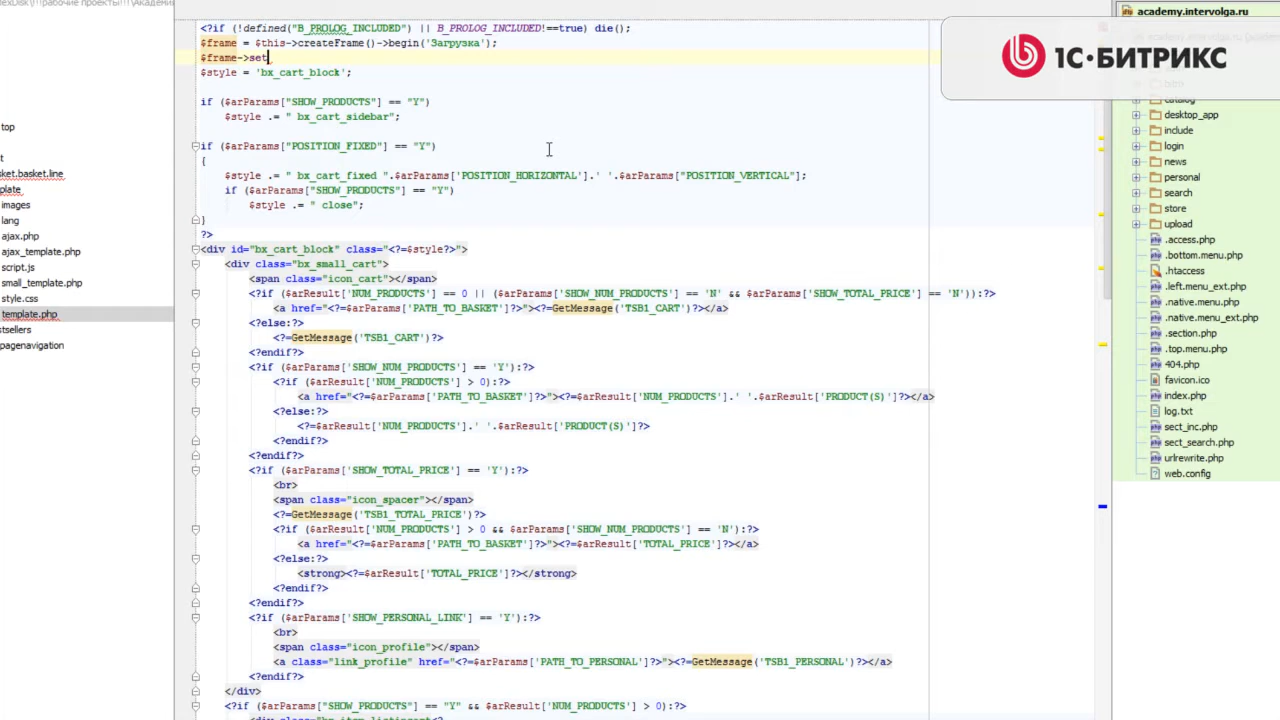 <?if (!defined("B_PROLOG_INCLUDED") || B_PROLOG_INCLUDED!==true) die();
$frame = $this->createFrame()->begin('Загрузка');
$frame->set
$style = 'bx_cart_block';
if ($arParams["SHOW_PRODUCTS"] == "Y")
$style .= " bx_cart_sidebar";
if ($arParams["POSITION_FIXED"] == "Y")
{
$style .= " bx_cart_fixed ".$arParams['POSITION_HORIZONTAL'].' '.$arParams["POSITION_VERTICAL"];
if ($arParams["SHOW_PRODUCTS"] == "Y")
$style .= " close";
}
?>
<div id="bx_cart_block" class="<?=$style?>">
<div class="bx_small_cart">
<span class="icon_cart"></span>
<?if ($arResult['NUM_PRODUCTS'] == 0 || ($arParams['SHOW_NUM_PRODUCTS'] == 'N' && $arParams['SHOW_TOTAL_PRICE'] == 'N')):?>
<a href="<?=$arParams['PATH_TO_BASKET']?>"><?=GetMessage('TSB1_CART')?></a>
<?else:?>
<?=GetMessage('TSB1_CART')?>
<?endif?>
<?if ($arParams['SHOW_NUM_PRODUCTS'] == 'Y'):?>
<?if ($arResult['NUM_PRODUCTS'] > 0):?>
<a href="<?=$arParams['PATH_TO_BASKET']?>"><?=$arResult['NUM_PRODUCTS'].' '.$arResult['PRODUCT(S)']?></a>
<?else:?>
<?=$arResult['NUM_PRODUCTS'].' '.$arResult['PRODUCT(S)']?>
<?endif?>
<?endif?>
<?if ($arParams['SHOW_TOTAL_PRICE'] == 'Y'):?>
<br>
<span class="icon_spacer"></span>
<?=GetMessage('TSB1_TOTAL_PRICE')?>
<?if ($arResult['NUM_PRODUCTS'] > 0 && $arParams['SHOW_NUM_PRODUCTS'] == 'N'):?>
<a href="<?=$arParams['PATH_TO_BASKET']?>"><?=$arResult['TOTAL_PRICE']?></a>
<?else:?>
<strong><?=$arResult['TOTAL_PRICE']?></strong>
<?endif?>
<?endif?>
<?if ($arParams['SHOW_PERSONAL_LINK'] == 'Y'):?>
<br>
<span class="icon_profile"></span>
<a class="link_profile" href="<?=$arParams['PATH_TO_PERSONAL']?>"><?=GetMessage('TSB1_PERSONAL')?></a>
<?endif?>
</div>
<?if ($arParams["SHOW_PRODUCTS"] == "Y" && $arResult['NUM_PRODUCTS'] > 0):?>
top
sket.basket.line
plate
images
lang
ajax.php
ajax_template.php
script.js
small_template.php
style.css
template.php
stsellers
pagenavigation
academy.intervolga.ru
1С·БИТРИКС
catalog
desktop_app
include
login
news
personal
search
store
upload
.access.php
.bottom.menu.php
.htaccess
.left.menu_ext.php
.native.menu.php
.native.menu_ext.php
.section.php
.top.menu.php
404.php
favicon.ico
index.php
log.txt
sect_inc.php
sect_search.php
urlrewrite.php
web.config